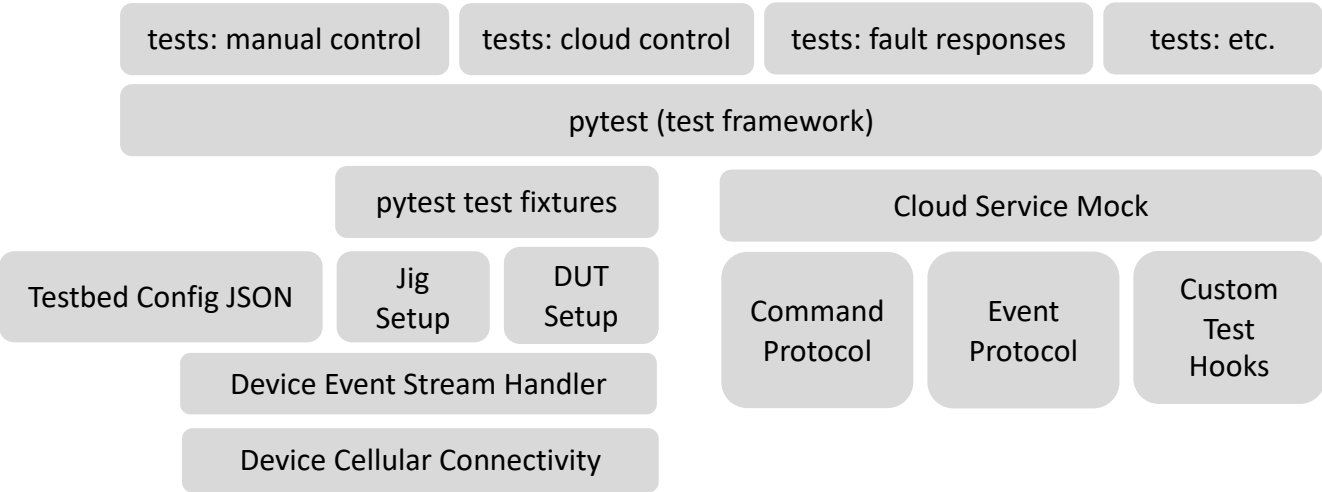 tests: manual control
tests: cloud control
tests: fault responses
tests: etc.
pytest (test framework)
pytest test fixtures
Cloud Service Mock
Testbed Config JSON
Jig
Setup
DUT
Setup
Command
Protocol
Event
Protocol
Custom
Test
Hooks
Device Event Stream Handler
Device Cellular Connectivity